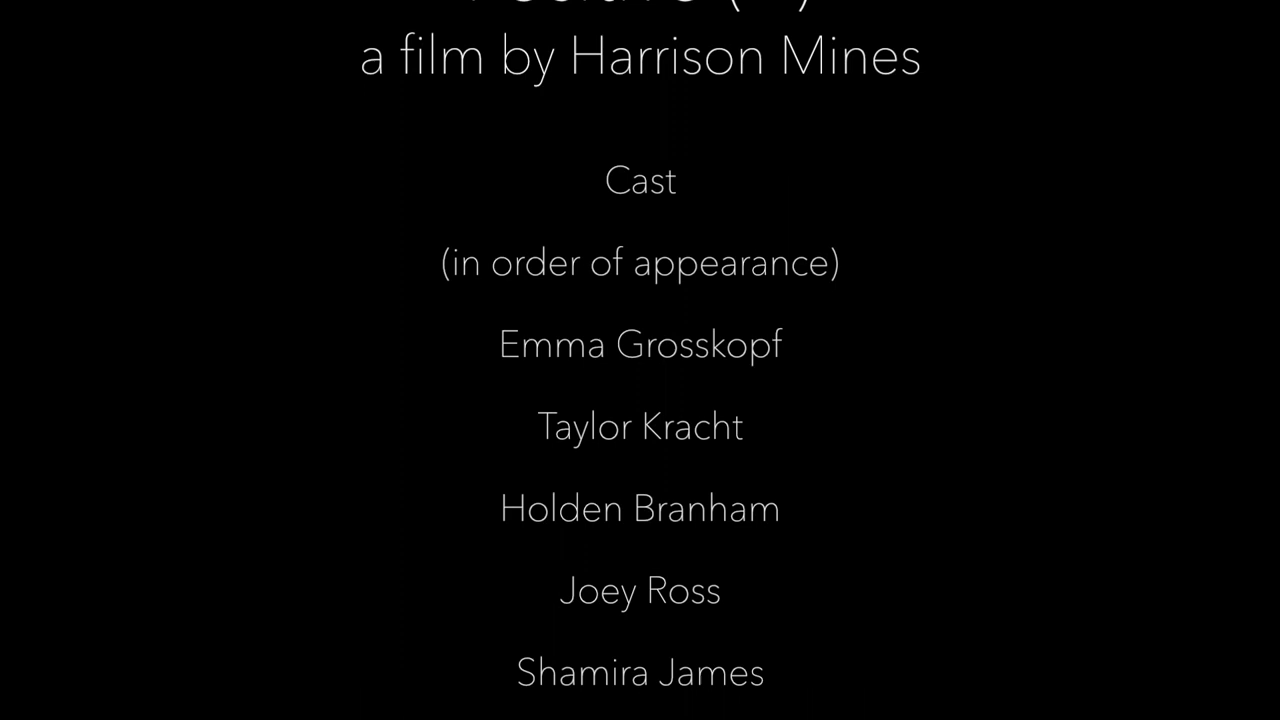 a film by Harrison Mines
Cast
(in order of appearance)
Emma Grosskopf
Taylor Kracht
Holden Branham
Joey Ross
Shamira James